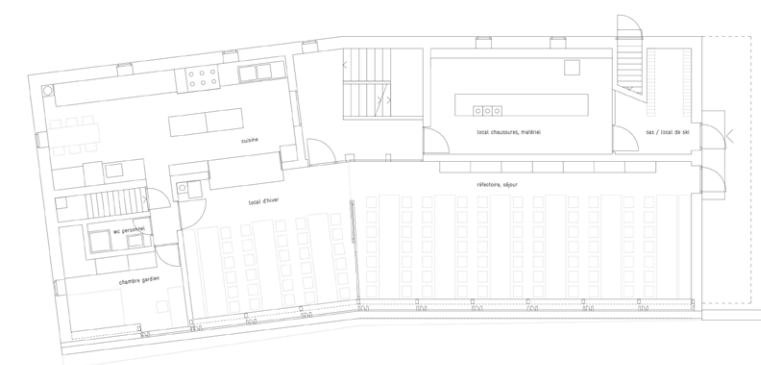 local chaussures, matériel
sas / local de ski
cuisine
réfectoire, séjour
local d'hiver
wc personnel
chambre gardien